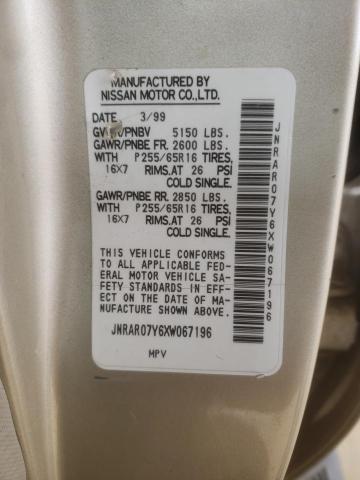 MANUFACTURED BY
NISSAN MOTOR CO., LTD.
DATE 3/99
GVWR/PNBV 5150 LBS.
GAWR/PNBE FR. 2600 LBS.
WITH P255/65R16 TIRES,
16X7 RIMS, AT 26 PSI
COLD SINGLE.
GAWR/PNBE RR. 2850 LBS.
WITH P255/65R16 TIRES,
16X7 RIMS, AT 26 PSI
COLD SINGLE.
THIS VEHICLE CONFORMS
TO ALL APPLICABLE FED-
ERAL MOTOR VEHICLE SA-
FETY STANDARDS IN EFF-
ECT ON THE DATE OF MA-
NUFACTURE SHOWN ABOVE.
JNRAR07Y6XW067196
MPV
JNRAR07Y6XW067196